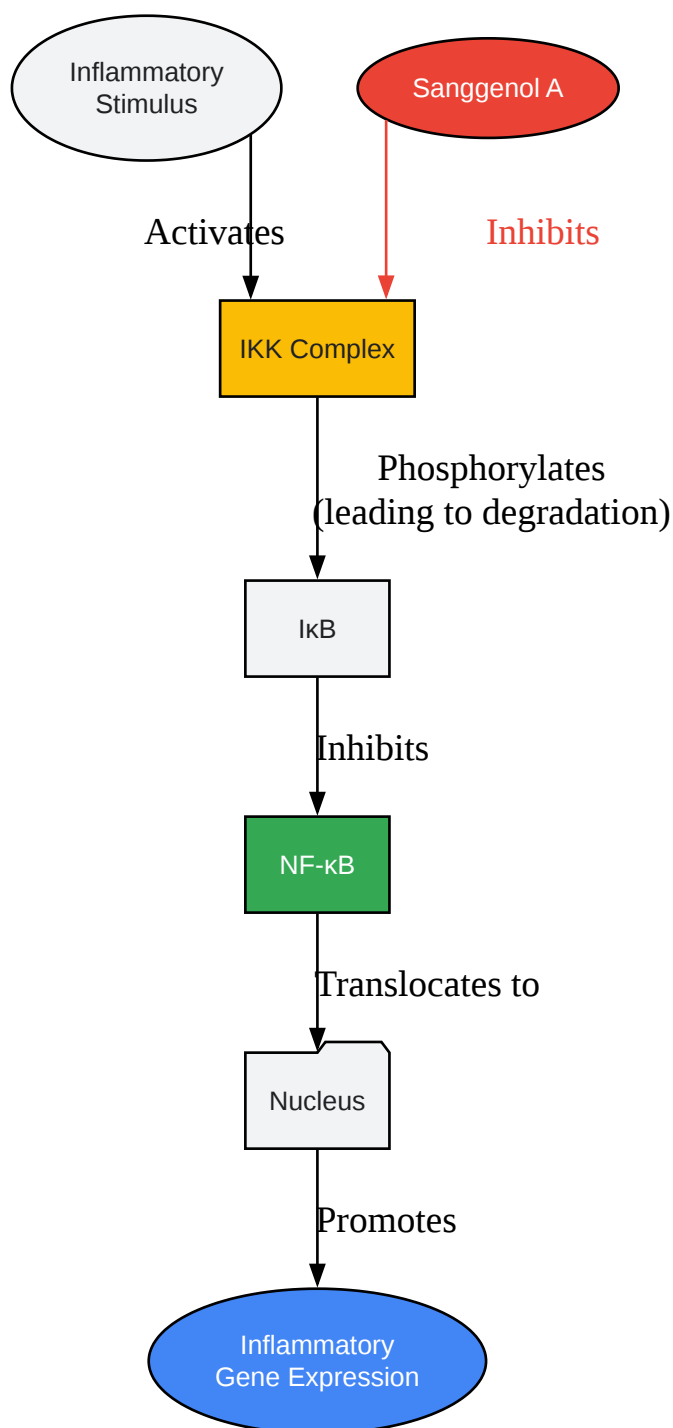 Inflammatory
Stimulus
Sanggenol A
Activates
Inhibits
IKK Complex
Phosphorylates
(leading to degradation)
IκB
Inhibits
NF-κB
Translocates to
Nucleus
Promotes
Inflammatory
Gene Expression